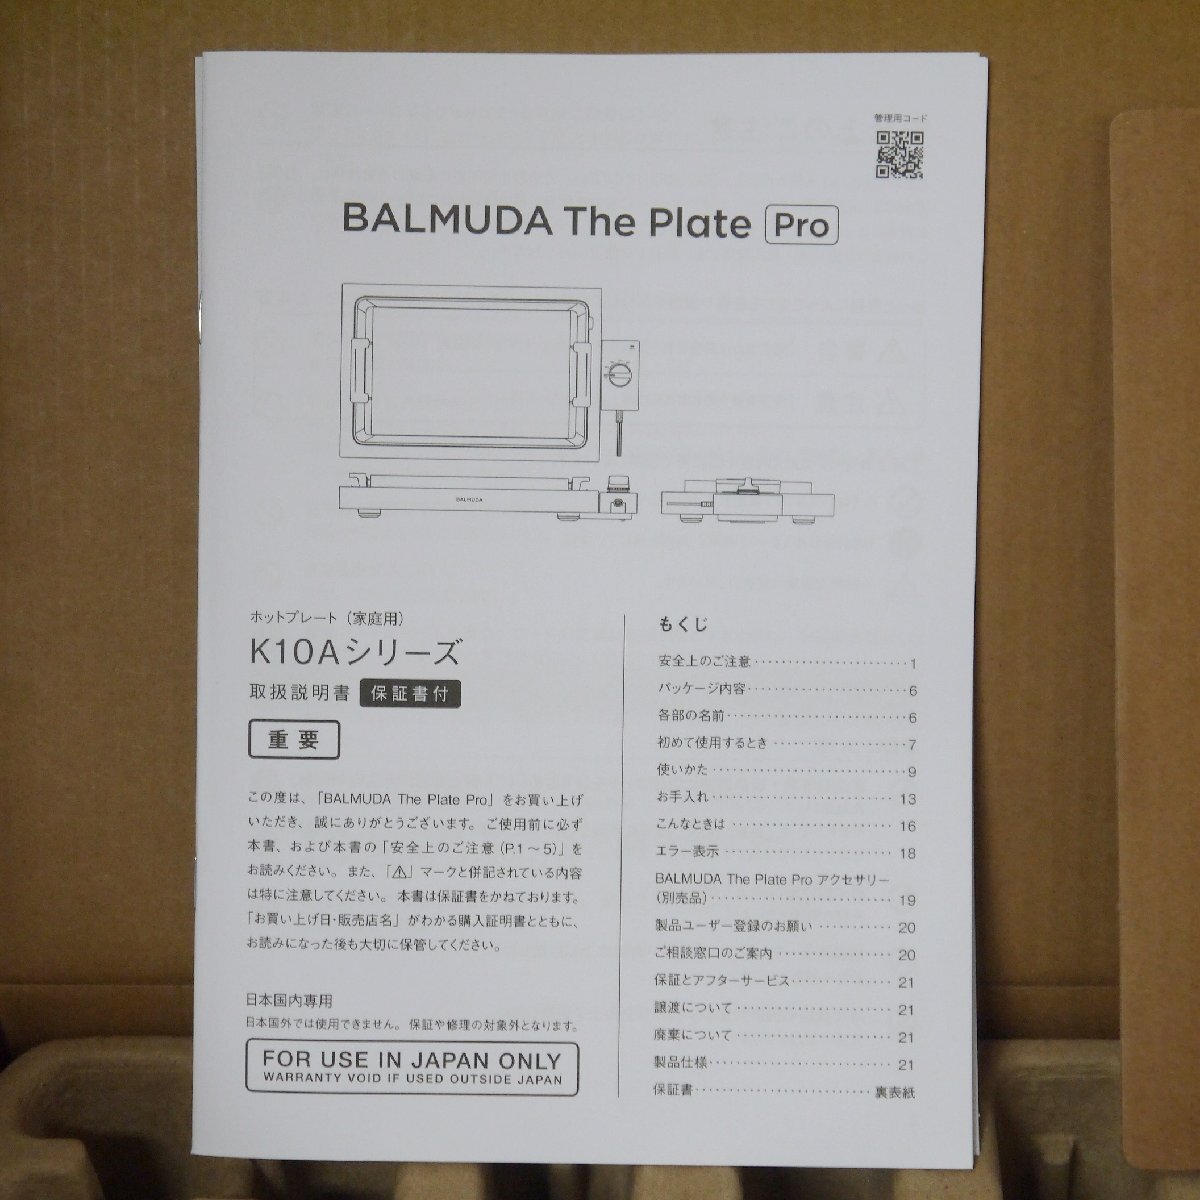 管理用コード
BALMUDA The Plate Pro
BALMUDA
ホットプレート（家庭用）
K10Aシリーズ
取扱説明書 保証書付
重要
この度は、「BALMUDA The Plate Pro」をお買い上げ
いただき、誠にありがとうございます。ご使用前に必ず
本書、および本書の「安全上のご注意（P.1～5）」を
お読みください。また、「⚠」マークと併記されている内容
は特に注意してください。本書は保証書をかねております。
「お買い上げ日・販売店名」がわかる購入証明書とともに、
お読みになった後も大切に保管してください。
日本国内専用
日本国外では使用できません。保証や修理の対象外となります。
FOR USE IN JAPAN ONLY
WARRANTY VOID IF USED OUTSIDE JAPAN
もくじ
安全上のご注意 1
パッケージ内容 6
各部の名前 6
初めて使用するとき 7
使いかた 9
お手入れ 13
こんなときは 16
エラー表示 18
BALMUDA The Plate Pro アクセサリー
（別売品） 19
製品ユーザー登録のお願い 20
ご相談窓口のご案内 20
保証とアフターサービス 21
譲渡について 21
廃棄について 21
製品仕様 21
保証書 裏表紙